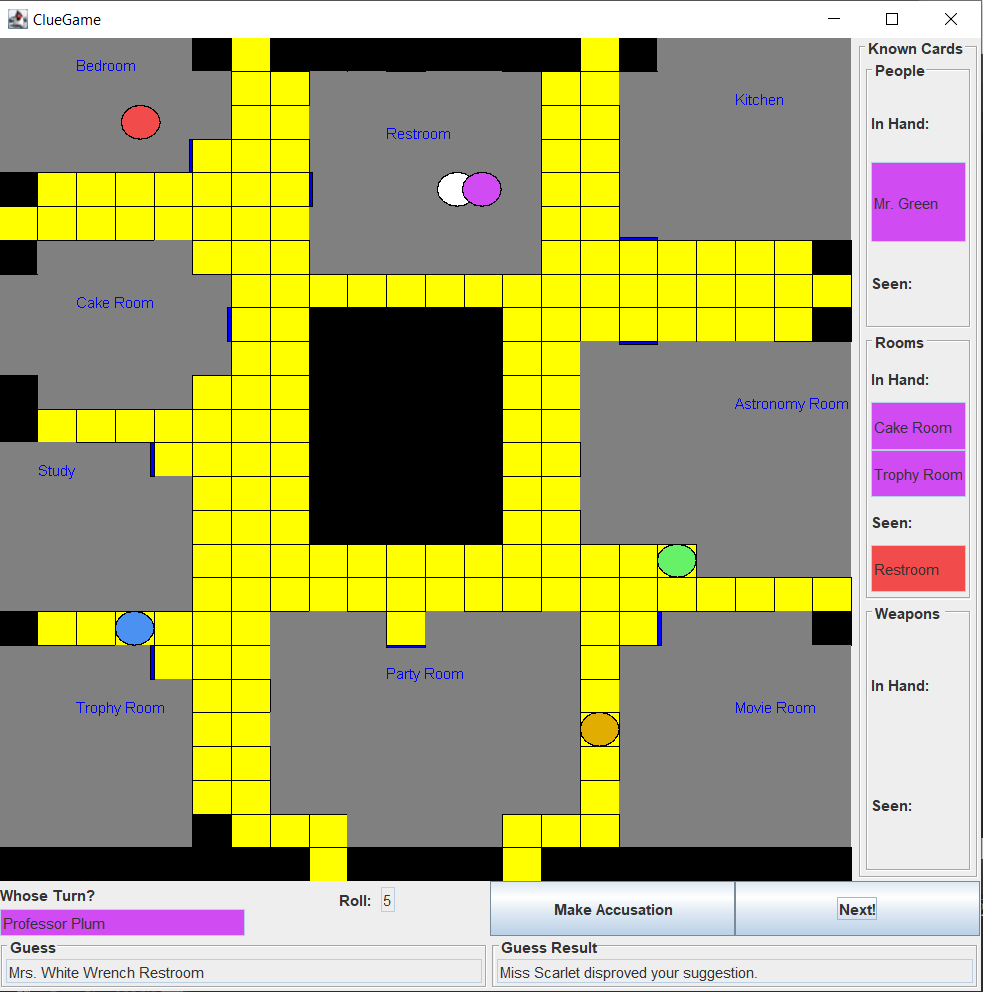 ClueGame
Bedroom
Restroom
Kitchen
Cake Room
Astronomy Room
Study
Party Room
Trophy Room
Movie Room
Known Cards
People
In Hand:
Mr. Green
Seen:
Rooms
In Hand:
Cake Room
Trophy Room
Seen:
Restroom
Weapons
In Hand:
Seen:
Whose Turn?
Professor Plum
Roll: 5
Make Accusation
Next!
Guess
Mrs. White Wrench Restroom
Guess Result
Miss Scarlet disproved your suggestion.